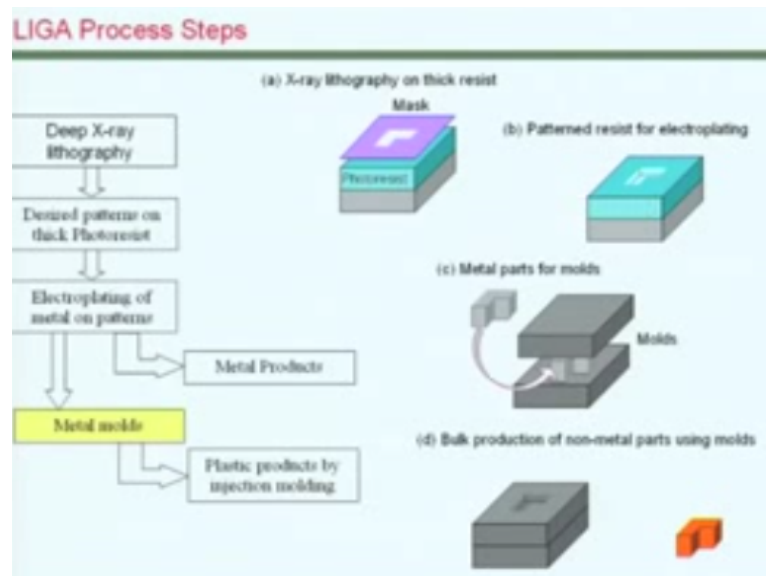 LIGA Process Steps
(a) X-ray lithography on thick resist
Mask
Photoresist
(b) Patterned resist for electroplating
(c) Metal parts for molds
Molds
(d) Bulk production of non-metal parts using molds
Deep X-ray
lithography
Desired patterns on
thick Photoresist
Electroplating of
metal on patterns
Metal Products
Metal molds
Plastic products by
injection molding